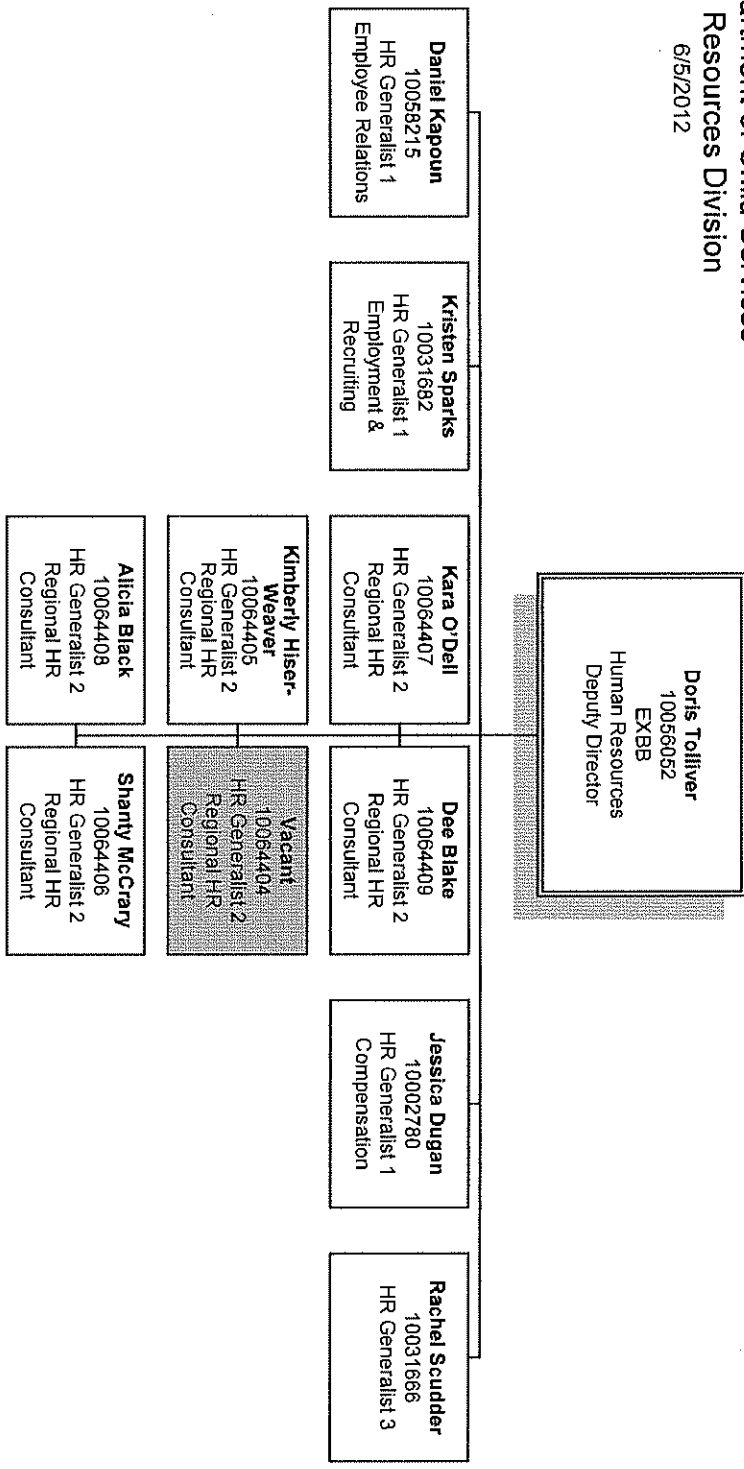 Resources Division
6/5/2012
Doris Tolliver
10056052
EXBB
Human Resources
Deputy Director
Daniel Kapoun
10058215
HR Generalist 1
Employee Relations
Kristen Sparks
10031682
HR Generalist 1
Employment &
Recruiting
Kara O'Dell
10064407
HR Generalist 2
Regional HR
Consultant
Dee Blake
10064409
HR Generalist 2
Regional HR
Consultant
Jessica Dugan
10002780
HR Generalist 1
Compensation
Rachel Scudder
10031666
HR Generalist 3
Kimberly Hiser-
Weaver
10064405
HR Generalist 2
Regional HR
Consultant
Vacant
10064404
HR Generalist 2
Regional HR
Consultant
Alicia Black
10064408
HR Generalist 2
Regional HR
Consultant
Shanty McCrary
10064406
HR Generalist 2
Regional HR
Consultant